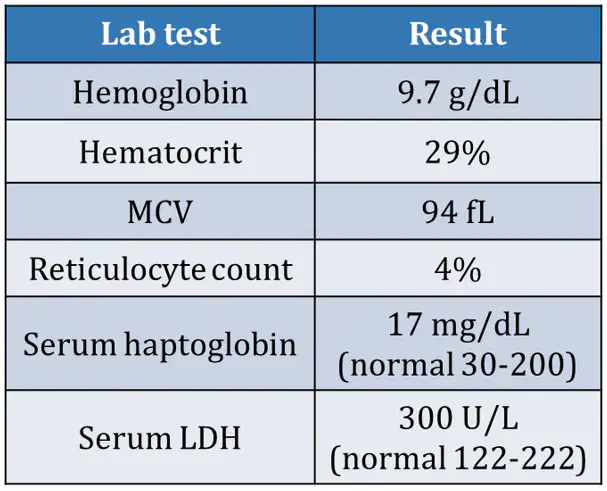 Lab test Result
Hemoglobin 9.7 g/dL
Hematocrit 29%
MCV 94 fL
Reticulocyte count 4%
Serum haptoglobin 17 mg/dL
(normal 30-200)
Serum LDH 300 U/L
(normal 122-222)